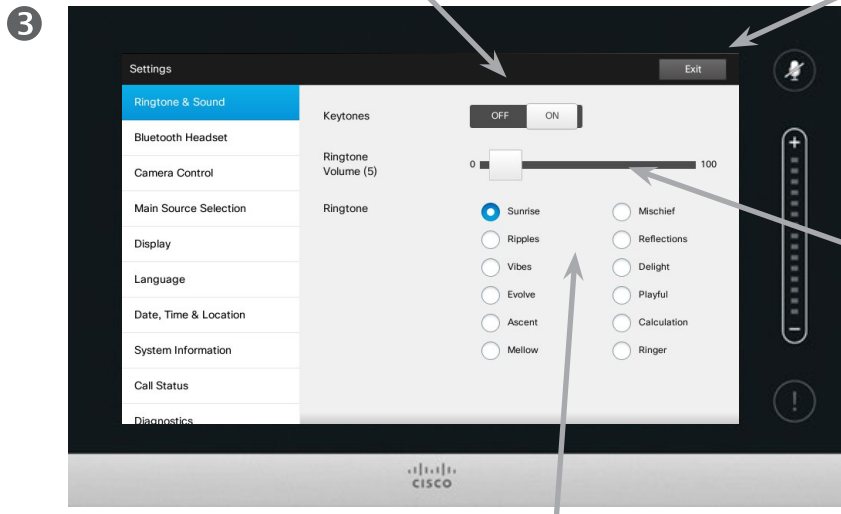 3
Settings
Exit
Ringtone & Sound
Bluetooth Headset
Camera Control
Main Source Selection
Display
Language
Date, Time & Location
System Information
Call Status
Diagnostics
Keytones
OFF ON
Ringtone
Volume (5)
0 100
Ringtone
Sunrise Mischief
Ripples Reflections
Vibes Delight
Evolve Playful
Ascent Calculation
Mellow Ringer
+
−
!
CISCO